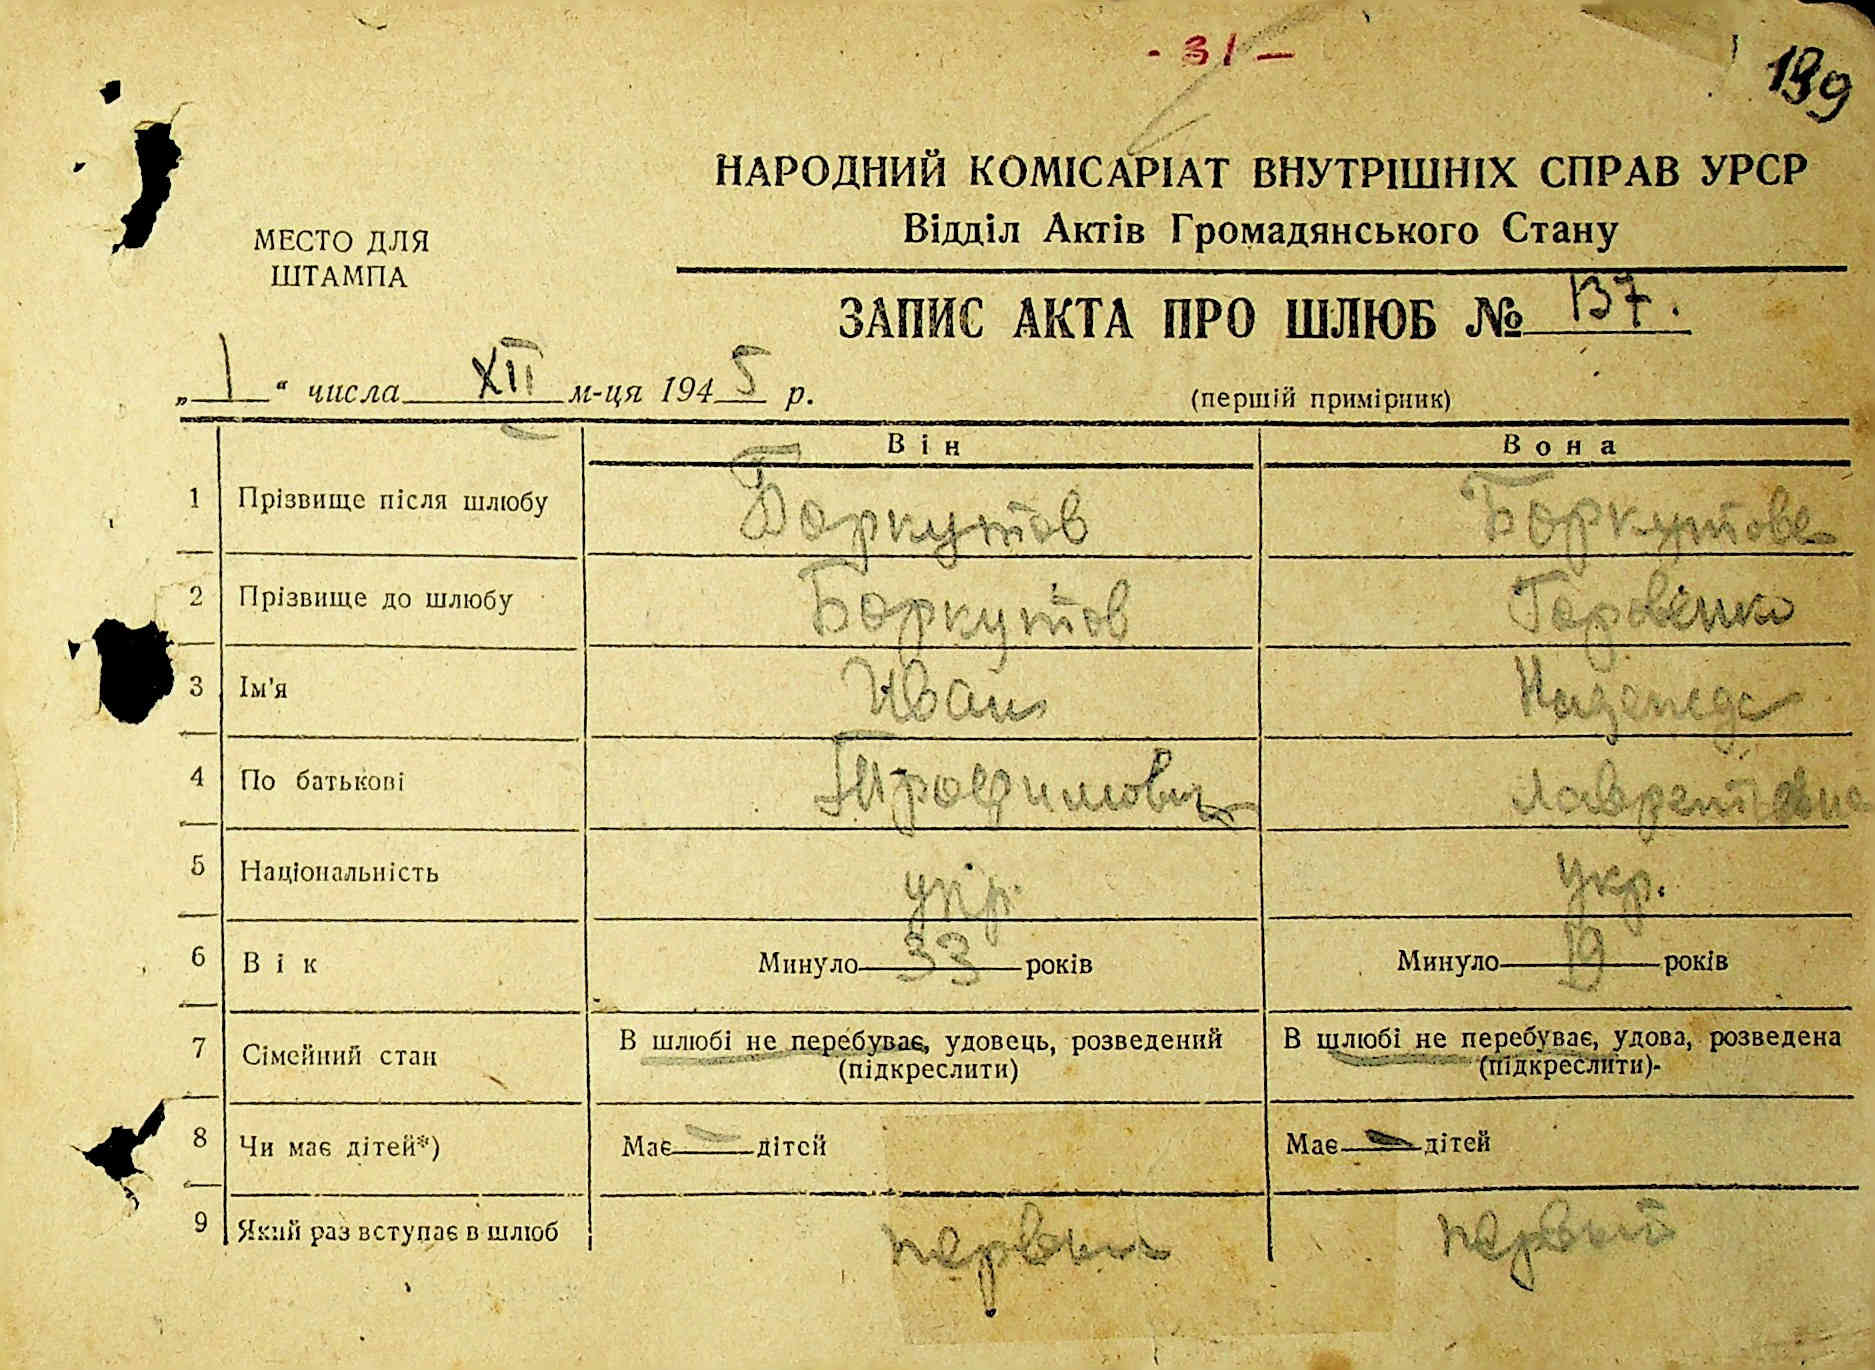 - 31 -
139
НАРОДНИЙ КОМІСАРІАТ ВНУТРІШНІХ СПРАВ УРСР
Відділ Актів Громадянського Стану
МЕСТО ДЛЯ
ШТАМПА
ЗАПИС АКТА ПРО ШЛЮБ № 137.
„ 1 “ числа XII м-ця 1945 р.
(першій примірник)
Він Вона
1 Прізвище після шлюбу Боркутов Боркутова
2 Прізвище до шлюбу Боркутов
3 Ім'я Иван Надежда
4 По батькові Трофимович Лаврентьевна
5 Національність укр. укр.
6 Вік Минуло 33 років Минуло 19 років
7 Сімейний стан В шлюбі не перебуває, удовець, розведений В шлюбі не перебуває, удова, розведена
(підкреслити) (підкреслити)-
8 Чи має дітей*) Має — дітей Має — дітей
9 Який раз вступає в шлюб первый первый